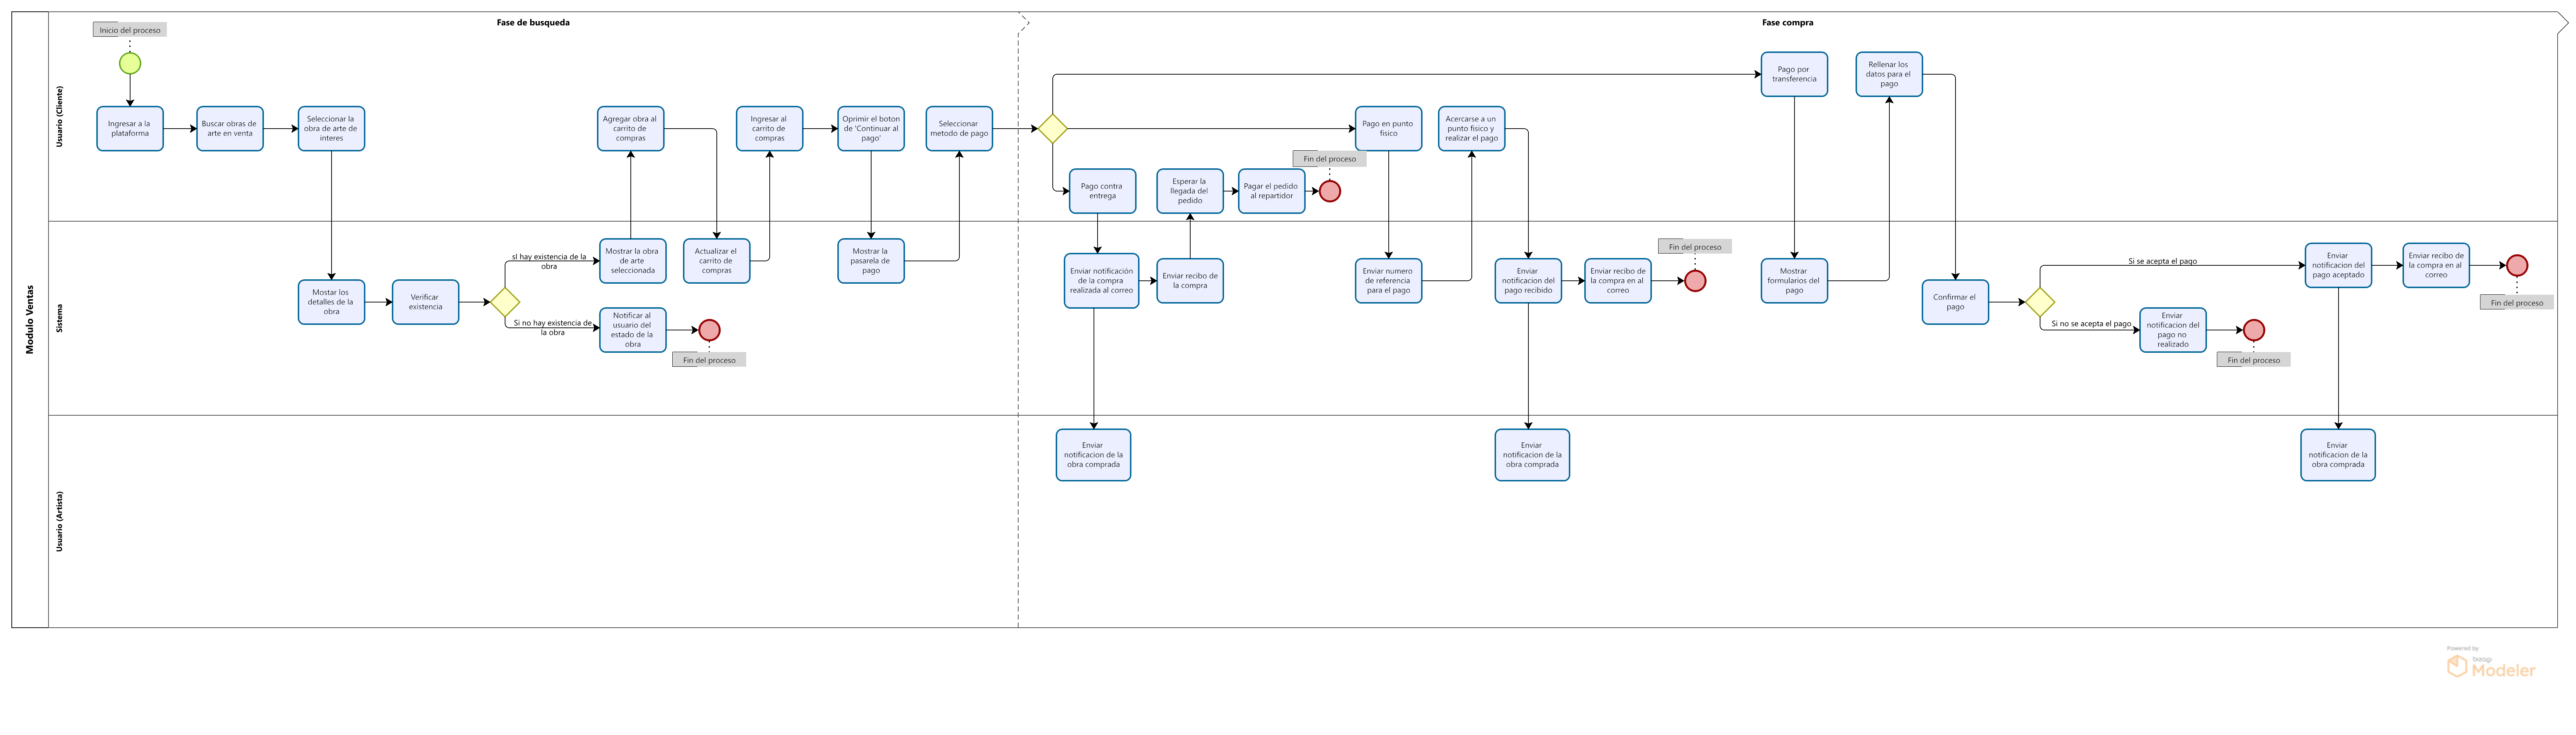 Fase de busqueda
Fase compra
Modulo Ventas
Usuario (Cliente)
Inicio del proceso
Ingresar a la
plataforma
Buscar obras de
arte en venta
Seleccionar la
obra de arte de
interes
Agregar obra al
carrito de
compras
Ingresar al
carrito de
compras
Oprimir el boton
de 'Continuar al
pago'
Seleccionar
metodo de pago
Pago contra
entrega
Esperar la
llegada del
pedido
Pagar el pedido
al repartidor
Fin del proceso
Pago en punto
fisico
Acercarse a un
punto fisico y
realizar el pago
Pago por
transferencia
Rellenar los
datos para el
pago
Sistema
Mostar los
detalles de la
obra
Verificar
existencia
sI hay existencia de la
obra
Si no hay existencia de
la obra
Mostrar la obra
de arte
seleccionada
Notificar al
usuario del
estado de la
obra
Fin del proceso
Actualizar el
carrito de
compras
Mostrar la
pasarela de
pago
Enviar notificación
de la compra
realizada al correo
Enviar recibo de
la compra
Enviar numero
de referencia
para el pago
Enviar
notificacion del
pago recibido
Enviar recibo de
la compra en al
correo
Fin del proceso
Mostrar
formularios del
pago
Confirmar el
pago
Si se acepta el pago
Si no se acepta el pago
Enviar
notificacion del
pago no
realizado
Fin del proceso
Enviar
notificacion del
pago aceptado
Enviar recibo de
la compra en al
correo
Fin del proceso
Usuario (Artista)
Enviar
notificacion de la
obra comprada
Enviar
notificacion de la
obra comprada
Enviar
notificacion de la
obra comprada
Powered by
bizagi
Modeler